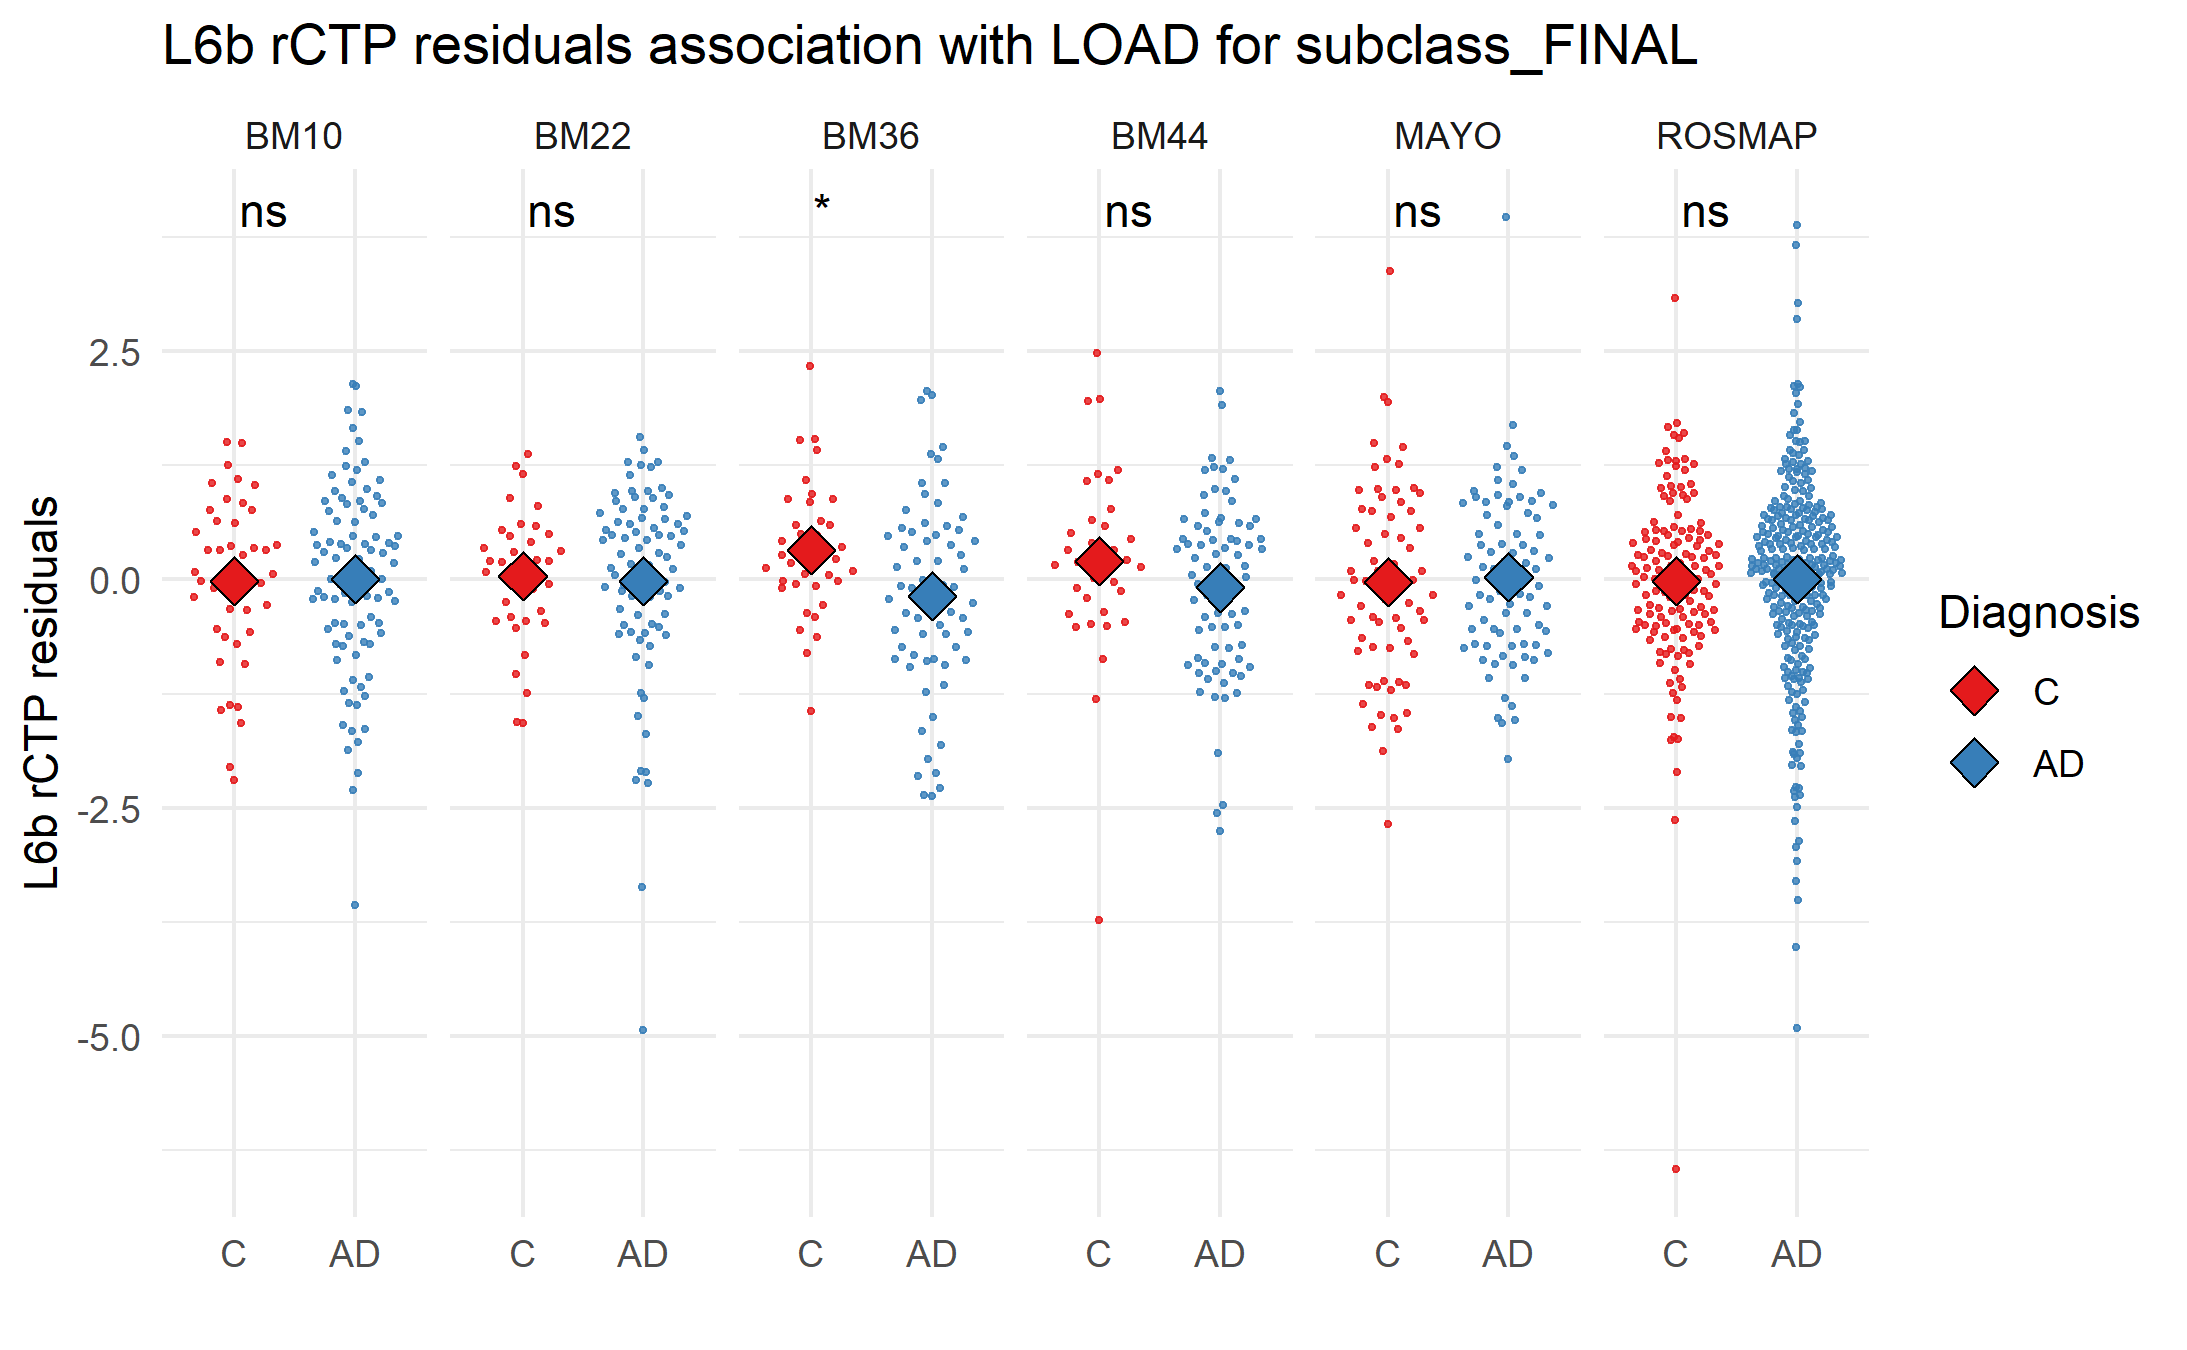 L6b rCTP residuals association with LOAD for subclass_FINAL
BM10 BM22 BM36 BM44 MAYO ROSMAP
ns ns * ns ns ns
2.5
0.0
-2.5
-5.0
L6b rCTP residuals
C AD C AD C AD C AD C AD C AD
Diagnosis
C
AD